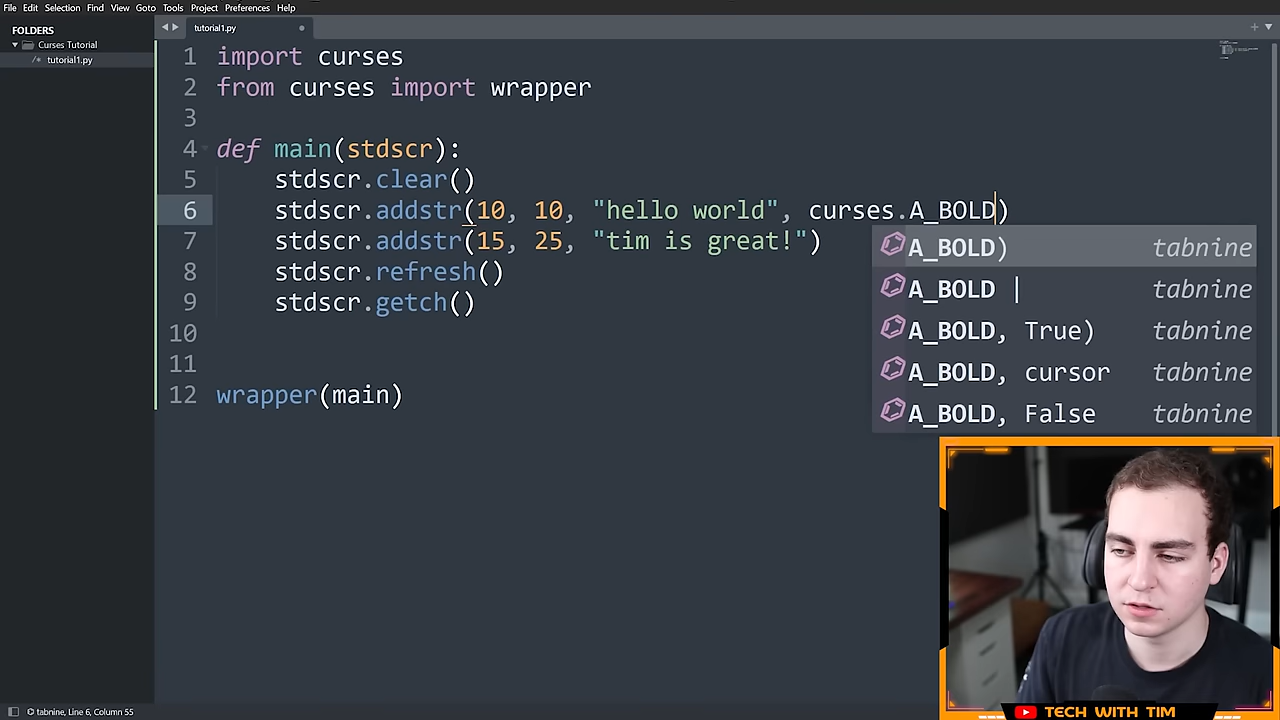 File Edit Selection Find View Goto Tools Project Preferences Help
FOLDERS
Curses Tutorial
/* tutorial1.py
tutorial1.py
1 import curses
2 from curses import wrapper
3
4 def main(stdscr):
5 stdscr.clear()
6 stdscr.addstr(10, 10, "hello world", curses.A_BOLD)
7 stdscr.addstr(15, 25, "tim is great!")
8 stdscr.refresh()
9 stdscr.getch()
10
11
12 wrapper(main)
A_BOLD) tabnine
A_BOLD | tabnine
A_BOLD, True) tabnine
A_BOLD, cursor tabnine
A_BOLD, False tabnine
TECH WITH TIM
tabnine, Line 6, Column 55